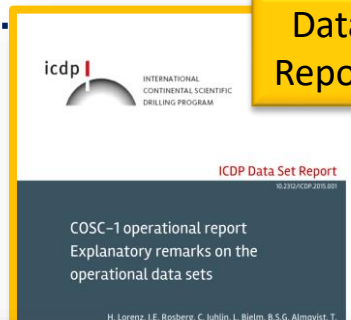 Data
Repo
icdp
INTERNATIONAL
CONTINENTAL SCIENTIFIC
DRILLING PROGRAM
ICDP Data Set Report
10.2312/ICDP.2015.001
COSC-1 operational report
Explanatory remarks on the
operational data sets
H. Lorenz, J.E. Rosberg, C. Juhlin, L. Bjelm, B.S.G. Almqvist, T.